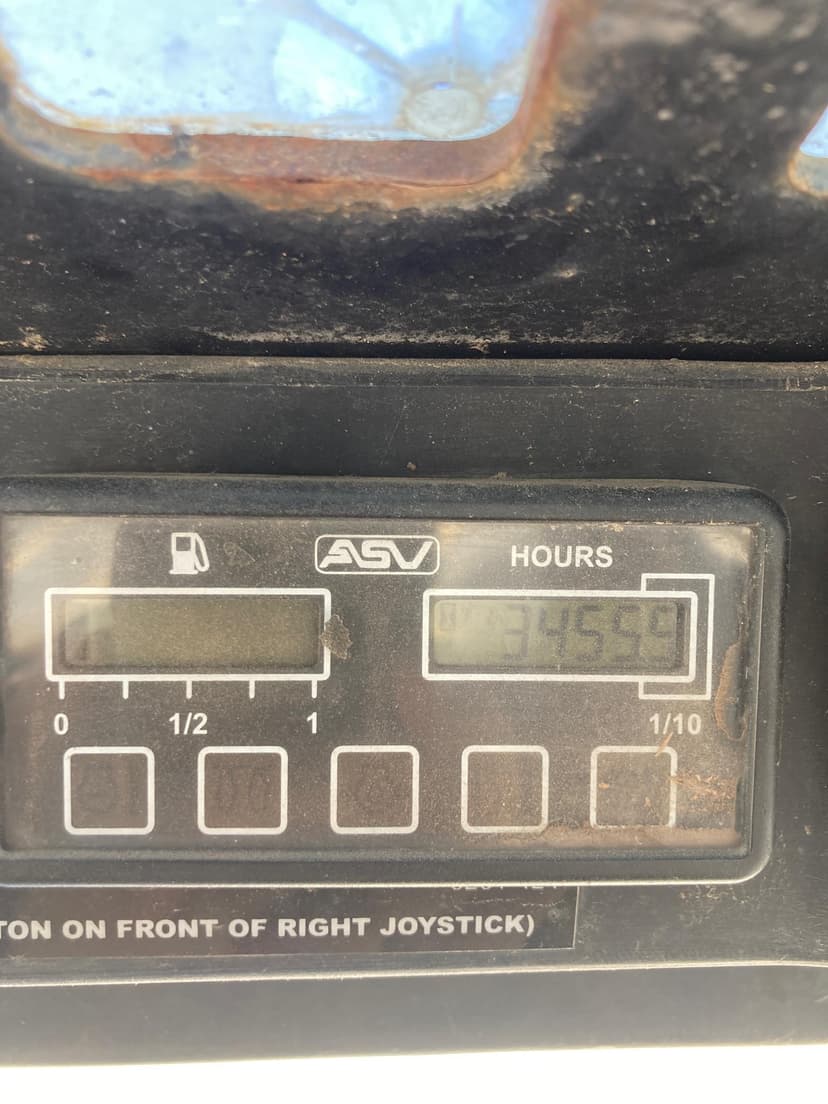 ASV HOURS
34559
0 1/2 1 1/10
TON ON FRONT OF RIGHT JOYSTICK)